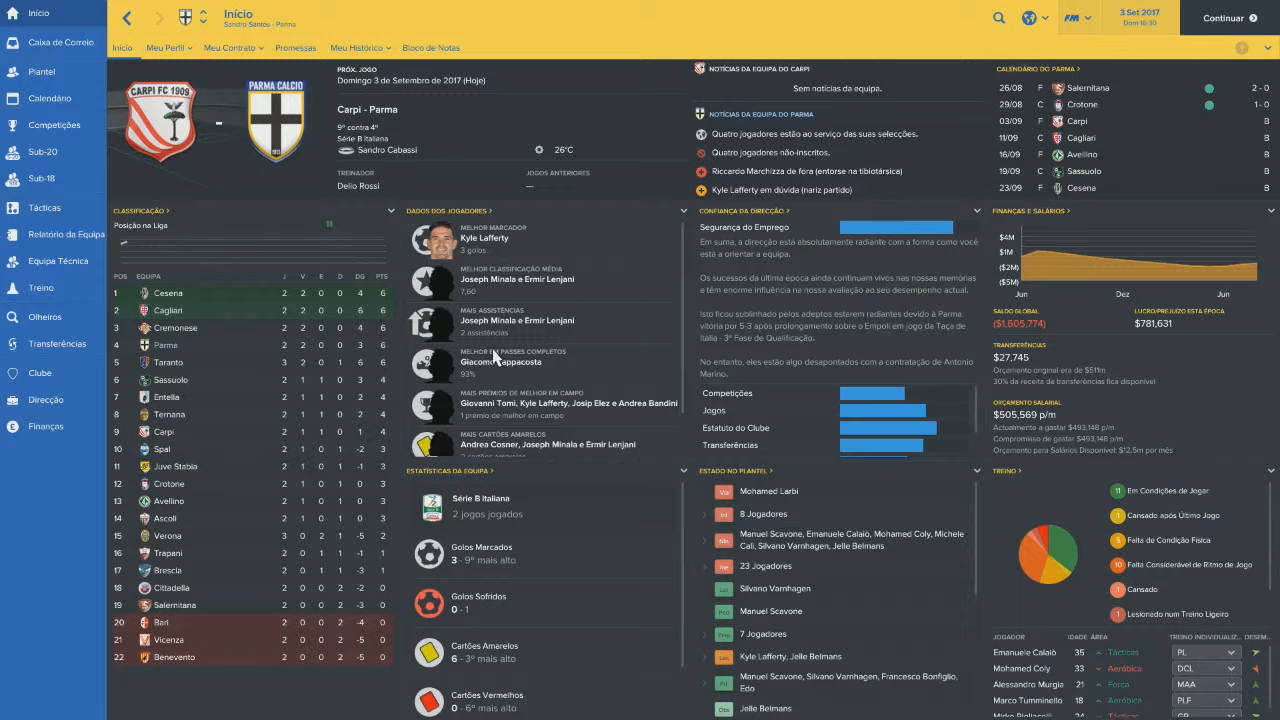 Início
Caixa de Correio
Plantel
Calendário
Competições
Sub-20
Sub-18
Tácticas
Relatório da Equipa
Equipa Técnica
Treino
Olheiros
Transferências
Clube
Direcção
Finanças
Início
Sandro Santos - Parma
FM
3 Set 2017
Dom 16:30
Continuar
Início Meu Perfil Meu Contrato Promessas Meu Histórico Bloco de Notas
CARPI FC 1909
PARMA CALCIO
1913
-
PRÓX. JOGO
Domingo 3 de Setembro de 2017 (Hoje)
Carpi - Parma
9º contra 4º
Série B Italiana
Sandro Cabassi 26°C
TREINADOR JOGOS ANTERIORES
Delio Rossi ---
NOTÍCIAS DA EQUIPA DO CARPI
Sem notícias da equipa.
NOTÍCIAS DA EQUIPA DO PARMA
Quatro jogadores estão ao serviço das suas selecções.
Quatro jogadores não-inscritos.
Riccardo Marchizza de fora (entorse na tibiotársica)
Kyle Lafferty em dúvida (nariz partido)
CALENDÁRIO DO PARMA >
26/08 F Salernitana 2 - 0
29/08 C Crotone 1 - 0
03/09 F Carpi B
11/09 C Cagliari B
16/09 F Avellino B
19/09 C Sassuolo B
23/09 F Cesena B
CLASSIFICAÇÃO >
Posição na Liga
POS EQUIPA J V E D DG PTS
1 Cesena 2 2 0 0 4 6
2 Cagliari 2 2 0 0 6 6
3 Cremonese 2 2 0 0 4 6
4 Parma 2 2 0 0 3 6
5 Taranto 3 2 0 1 6 6
6 Sassuolo 2 1 1 0 4 4
7 Entella 2 1 1 0 2 4
8 Ternana 2 1 1 0 2 4
9 Carpi 2 1 1 0 1 4
10 Spal 2 1 0 1 -2 3
11 Juve Stabia 2 1 0 1 -1 3
12 Crotone 2 1 0 1 0 3
13 Avellino 2 1 0 1 0 3
14 Ascoli 2 1 0 1 0 3
15 Verona 3 0 2 1 -5 2
16 Trapani 2 0 1 1 -1 1
17 Brescia 2 0 1 1 -2 1
18 Cittadella 2 0 0 2 -2 0
19 Salernitana 2 0 0 2 -3 0
20 Bari 2 0 0 2 -4 0
21 Vicenza 2 0 0 2 -5 0
22 Benevento 2 0 0 2 -5 0
DADOS DOS JOGADORES >
MELHOR MARCADOR
Kyle Lafferty
3 golos
MELHOR CLASSIFICAÇÃO MÉDIA
Joseph Minala e Ermir Lenjani
7,60
MAIS ASSISTÊNCIAS
Joseph Minala e Ermir Lenjani
2 assistências
MELHOR EM PASSES COMPLETOS
93%
MAIS PRÉMIOS DE MELHOR EM CAMPO
Giovanni Tomi, Kyle Lafferty, Josip Elez e Andrea Bandini
1 prémio de melhor em campo
MAIS CARTÕES AMARELOS
Andrea Cosner, Joseph Minala e Ermir Lenjani
2 cartões amarelos
CONFIANÇA DA DIRECÇÃO >
Segurança do Emprego
Em suma, a direcção está absolutamente radiante com a forma como você
está a orientar a equipa.
Os sucessos da última época ainda continuam vivos nas nossas memórias
e têm enorme influência na nossa avaliação ao seu desempenho actual.
Isto ficou sublinhado pelos adeptos estarem radiantes devido à Parma:
vitória por 5-3 após prolongamento sobre o Empoli em jogo da Taça de
Itália - 3ª Fase de Qualificação.
No entanto, eles estão algo desapontados com a contratação de Antonio
Marino.
Competições
Jogos
Estatuto do Clube
Transferências
FINANÇAS E SALÁRIOS >
$4M
$1M
($2M)
($5M)
Jun Dez Jun
SALDO GLOBAL LUCRO/PREJUÍZO ESTA ÉPOCA
($1,605,774) $781,631
TRANSFERÊNCIAS
$27,745
Orçamento original era de $511m
30% da receita da transferências fica disponível
ORÇAMENTO SALARIAL
$505,569 p/m
Actualmente a gastar $493,148 p/m
Compromisso de gastar $493,148 p/m
Orçamento para Salários Disponível: $12.5m por mês
ESTATÍSTICAS DA EQUIPA >
Série B Italiana
2 jogos jogados
Golos Marcados
3 - 9º mais alto
Golos Sofridos
0 - 1
Cartões Amarelos
6 - 3º mais alto
Cartões Vermelhos
0 - 6º mais alto
ESTADO NO PLANTEL >
Via Mohamed Larbi
Int 8 Jogadores
Nin Manuel Scavone, Emanuele Calaiò, Mohamed Coly, Michele
Cali, Silvano Varnhagen, Jelle Belmans
Ine 23 Jogadores
Silvano Varnhagen
Manuel Scavone
Emp 7 Jogadores
Les Kyle Lafferty, Jelle Belmans
Manuel Scavone, Silvano Varnhagen, Francesco Bonfiglio,
Edo
Obs Jelle Belmans
TREINO >
11 Em Condições de Jogar
1 Cansado após Último Jogo
5 Falta de Condição Física
10 Falta Considerável de Ritmo de Jogo
1 Cansado
1 Lesionado num Treino Ligeiro
JOGADOR IDADE ÁREA TREINO INDIVIDUALIZ... DESEM...
Emanuele Calaiò 35 Tácticas PL
Mohamed Coly 33 Aeróbica DCL
Alessandro Murgia 21 Força MAA
Marco Tumminello 18 Aeróbica PLF
24 Tácticas GR